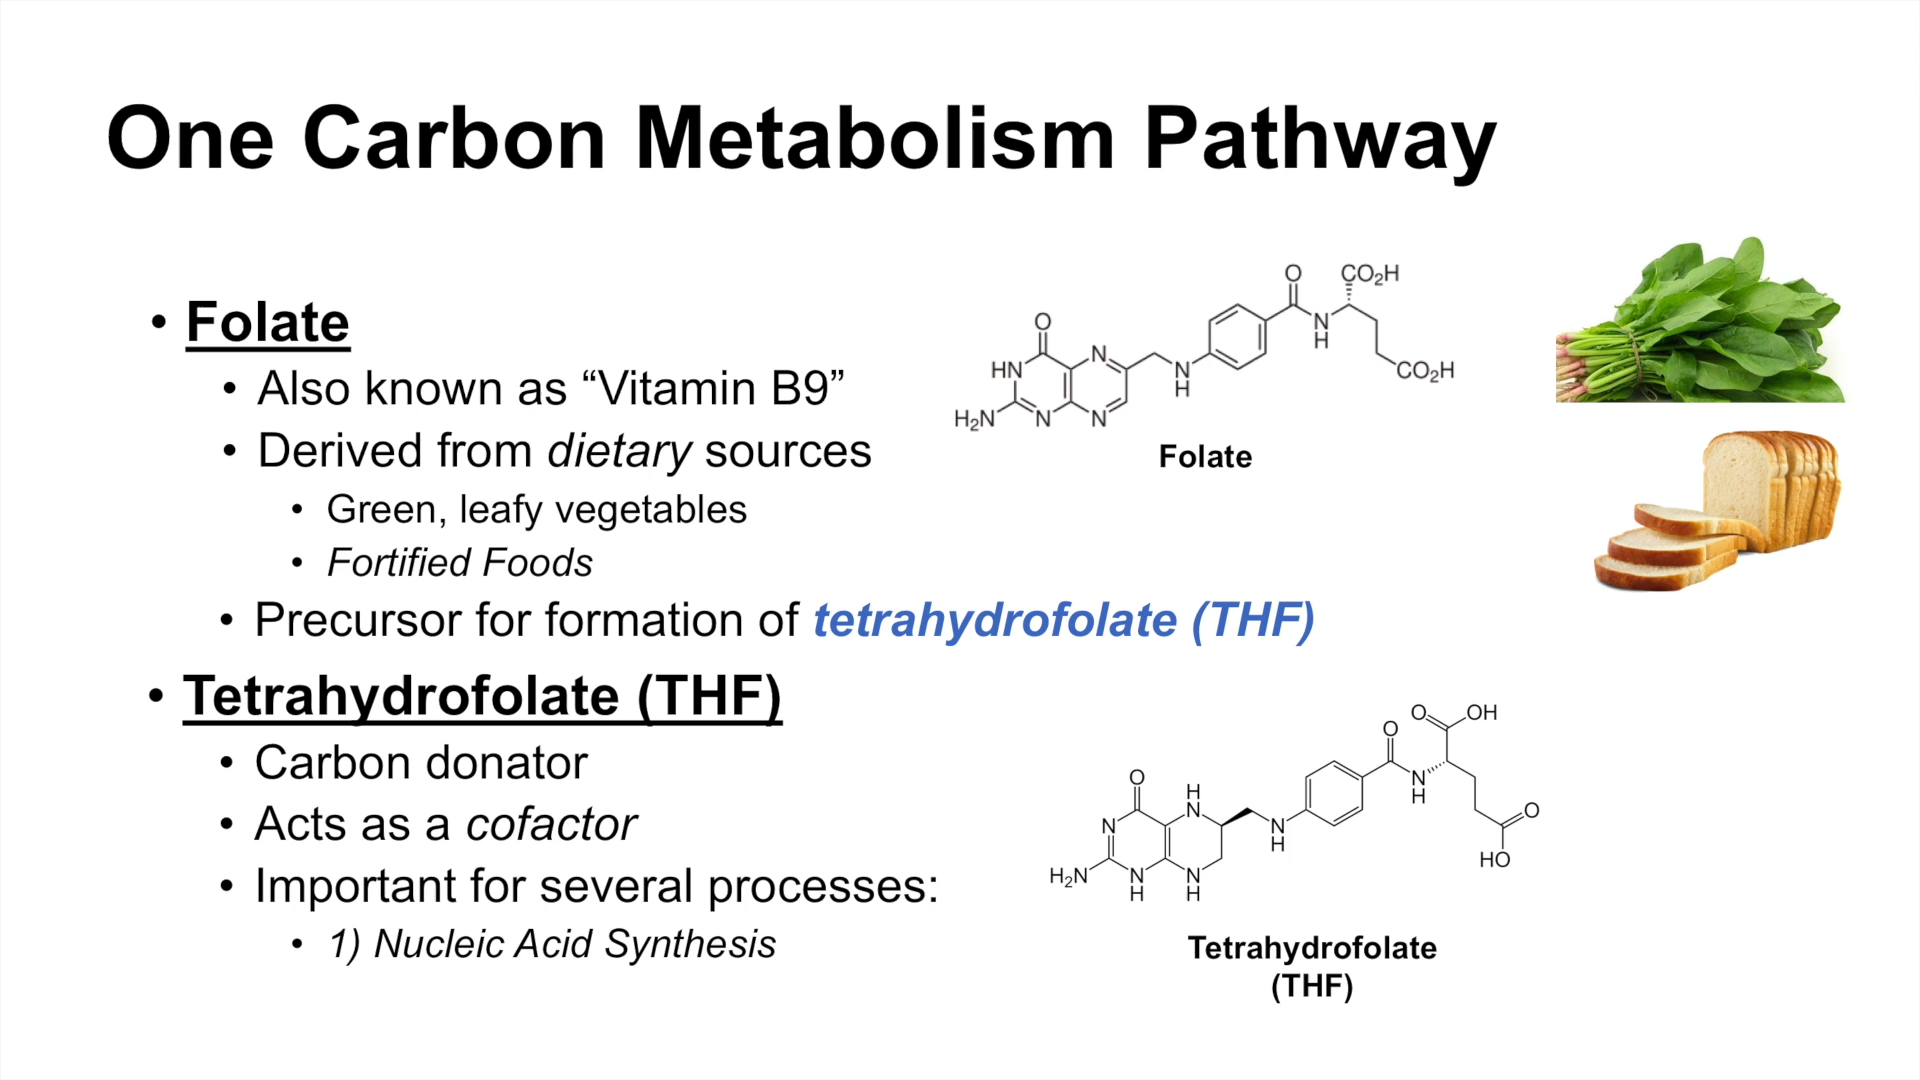 One Carbon Metabolism Pathway
• Folate
• Also known as “Vitamin B9”
• Derived from dietary sources
• Green, leafy vegetables
• Fortified Foods
• Precursor for formation of tetrahydrofolate (THF)
• Tetrahydrofolate (THF)
• Carbon donator
• Acts as a cofactor
• Important for several processes:
• 1) Nucleic Acid Synthesis
O
CO₂H
O
N
H
HN
N
N
H
CO₂H
H₂N
N
N
Folate
O
OH
O
O
H
N
N
H
N
N
H
O
HO
H₂N
N
H
N
H
Tetrahydrofolate
(THF)